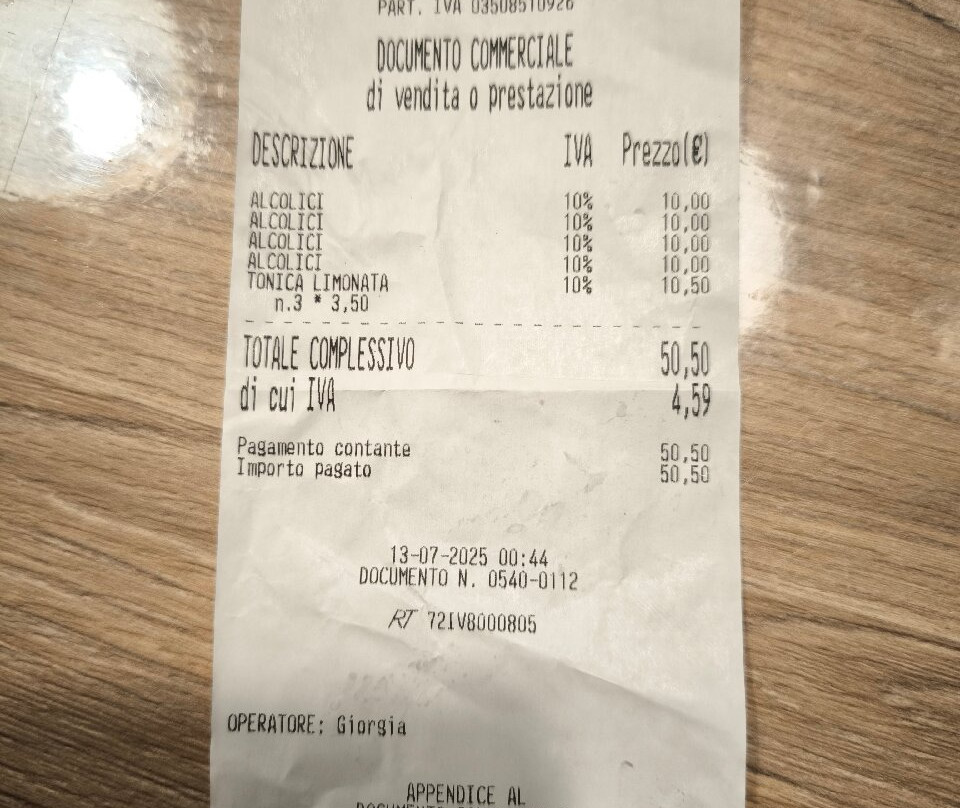 PART. IVA 03508510926
DOCUMENTO COMMERCIALE
di vendita o prestazione
DESCRIZIONE IVA Prezzo(€)
ALCOLICI 10% 10,00
ALCOLICI 10% 10,00
ALCOLICI 10% 10,00
ALCOLICI 10% 10,00
TONICA LIMONATA 10% 10,50
n.3 * 3,50
TOTALE COMPLESSIVO 50,50
di cui IVA 4,59
Pagamento contante 50,50
Importo pagato 50,50
13-07-2025 00:44
DOCUMENTO N. 0540-0112
RT 72IV8000805
OPERATORE: Giorgia
APPENDICE AL